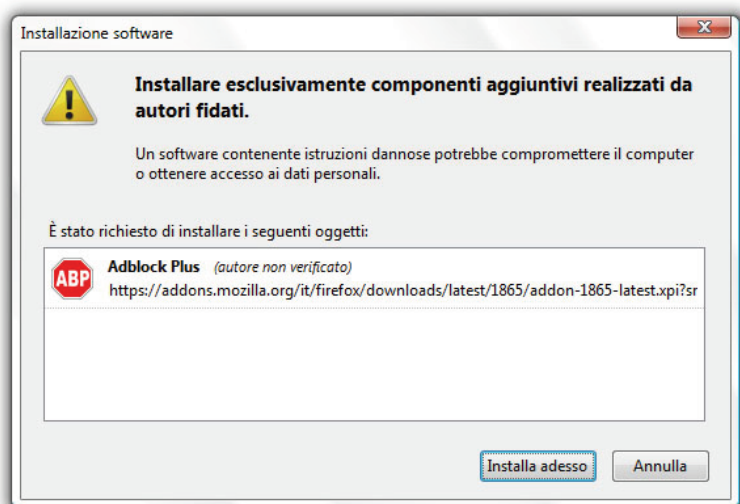 Installazione software
Installare esclusivamente componenti aggiuntivi realizzati da
autori fidati.
Un software contenente istruzioni dannose potrebbe compromettere il computer
o ottenere accesso ai dati personali.
È stato richiesto di installare i seguenti oggetti:
ABP
Adblock Plus (autore non verificato)
https://addons.mozilla.org/it/firefox/downloads/latest/1865/addon-1865-latest.xpi?sr
Installa adesso Annulla